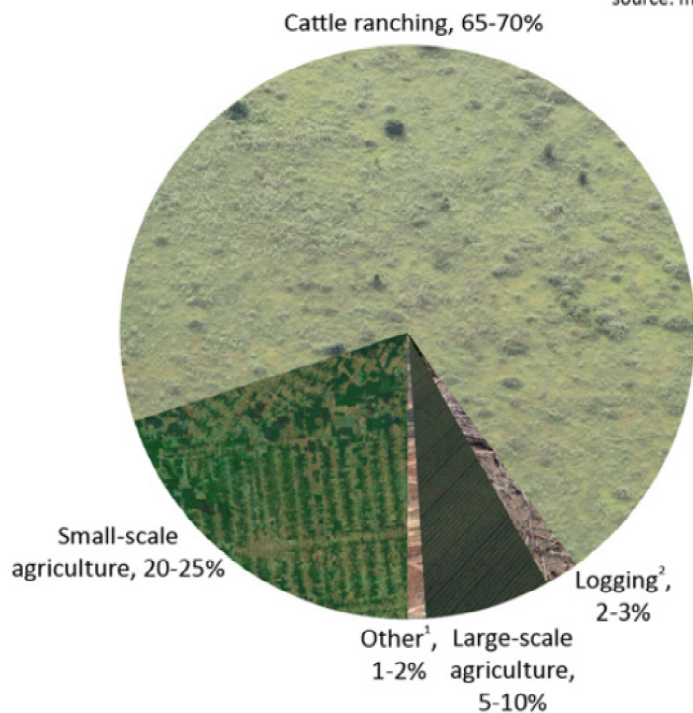 source: m
Cattle ranching, 65-70%
Small-scale
agriculture, 20-25%
Logging²,
2-3%
Other¹,
1-2%
Large-scale
agriculture,
5-10%